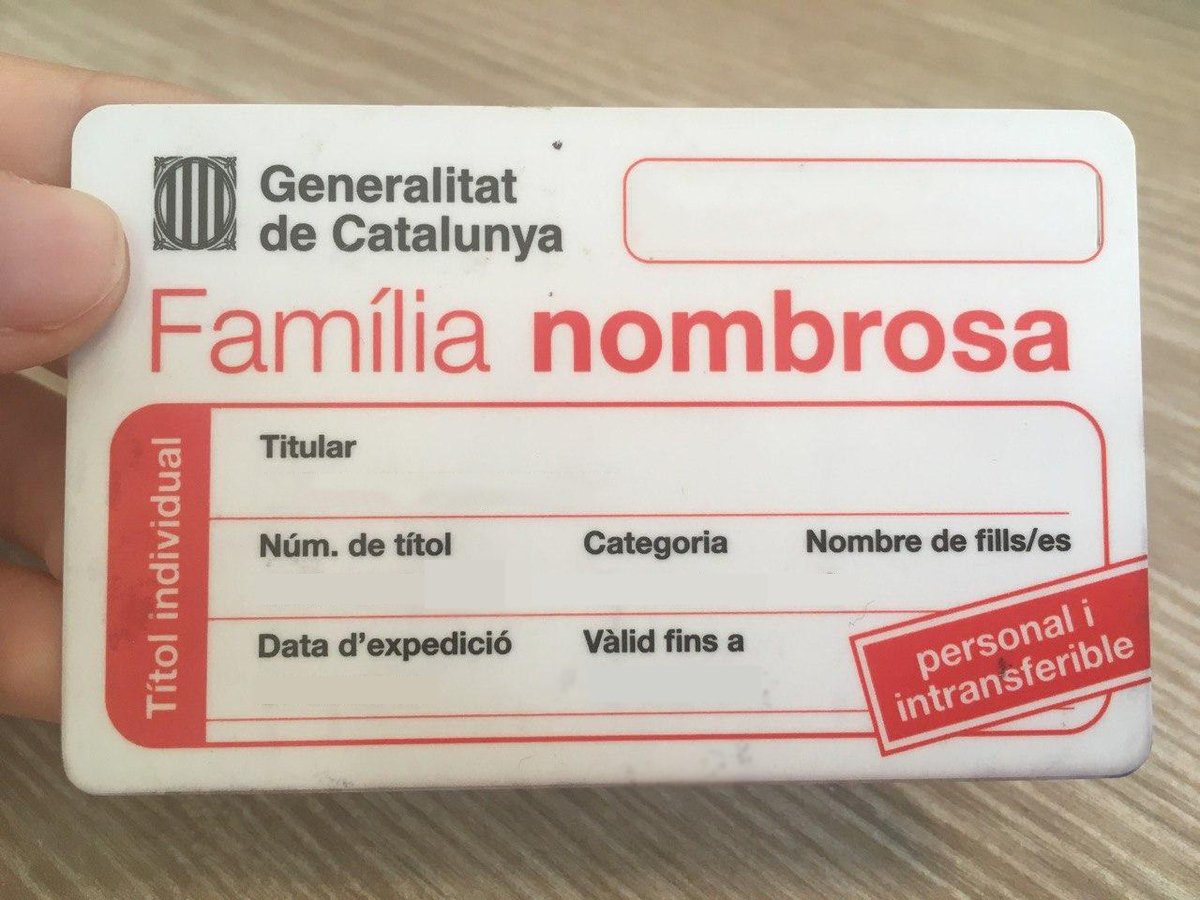 Generalitat
de Catalunya
Família nombrosa
Títol individual
Titular
Núm. de títol Categoria Nombre de fills/es
Data d'expedició Vàlid fins a
personal i
intransferible